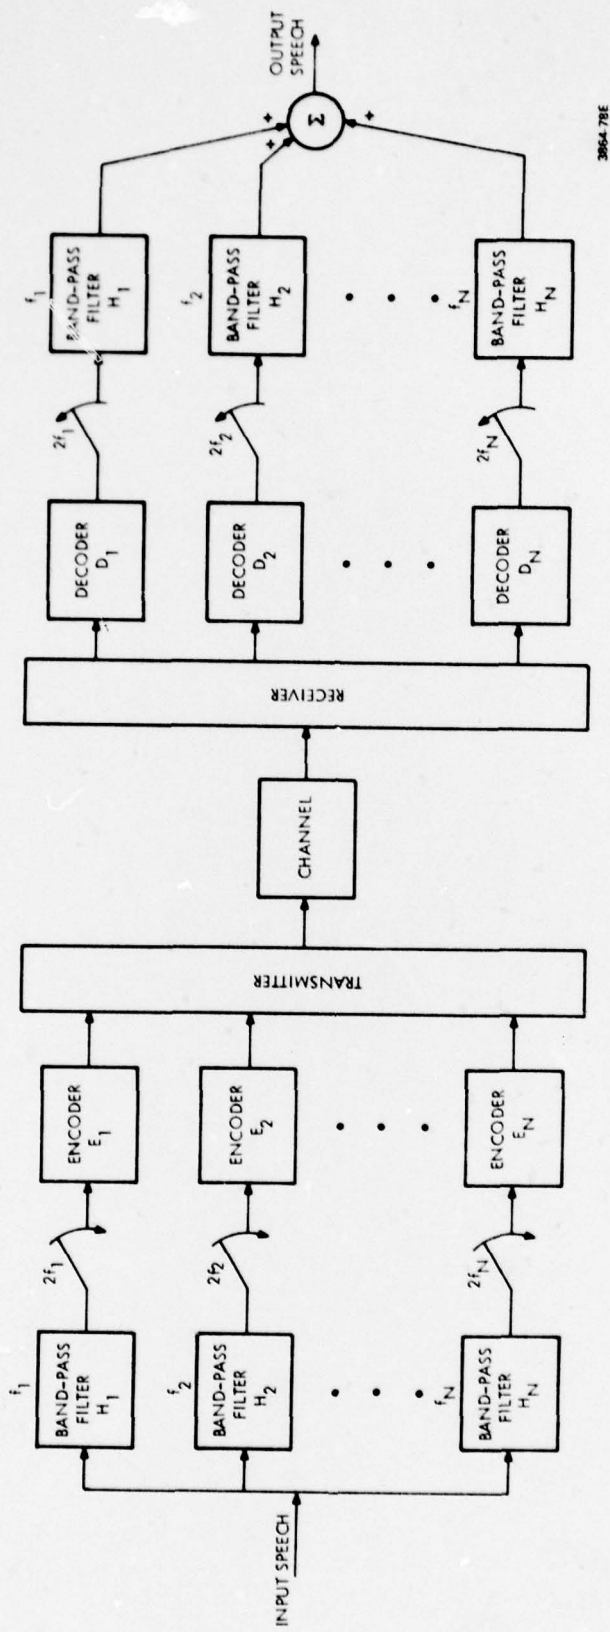 INPUT SPEECH
f1
BAND-PASS
FILTER
H1
2f1
ENCODER
E1
f2
BAND-PASS
FILTER
H2
2f2
ENCODER
E2
fN
BAND-PASS
FILTER
HN
2fN
ENCODER
EN
TRANSMITTER
CHANNEL
RECEIVER
DECODER
D1
2f1
f1
BAND-PASS
FILTER
H1
DECODER
D2
2f2
f2
BAND-PASS
FILTER
H2
DECODER
DN
2fN
fN
BAND-PASS
FILTER
HN
+
+
+
Σ
OUTPUT
SPEECH
3864-78E